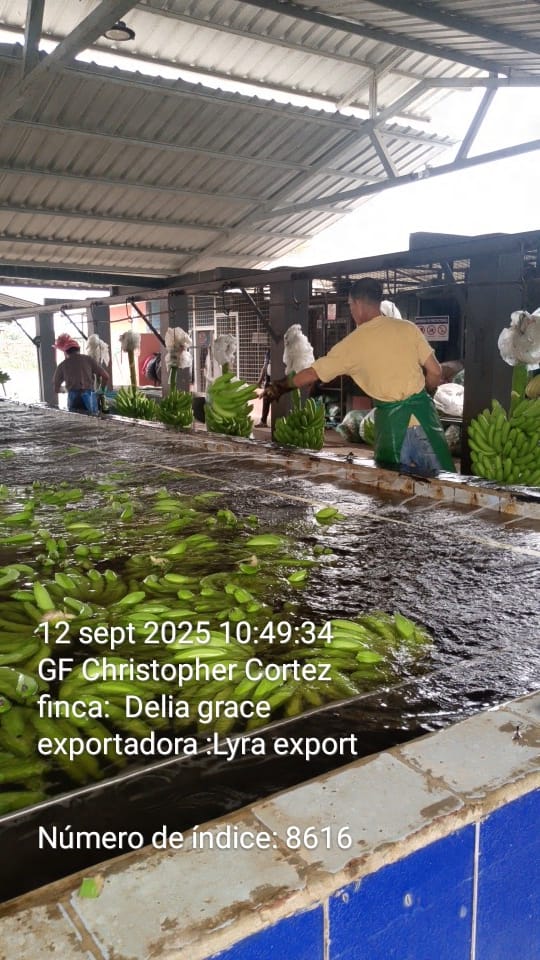 12 sept 2025 10:49:34
GF Christopher Cortez
finca:  Delia grace
exportadora :Lyra export
Número de índice: 8616